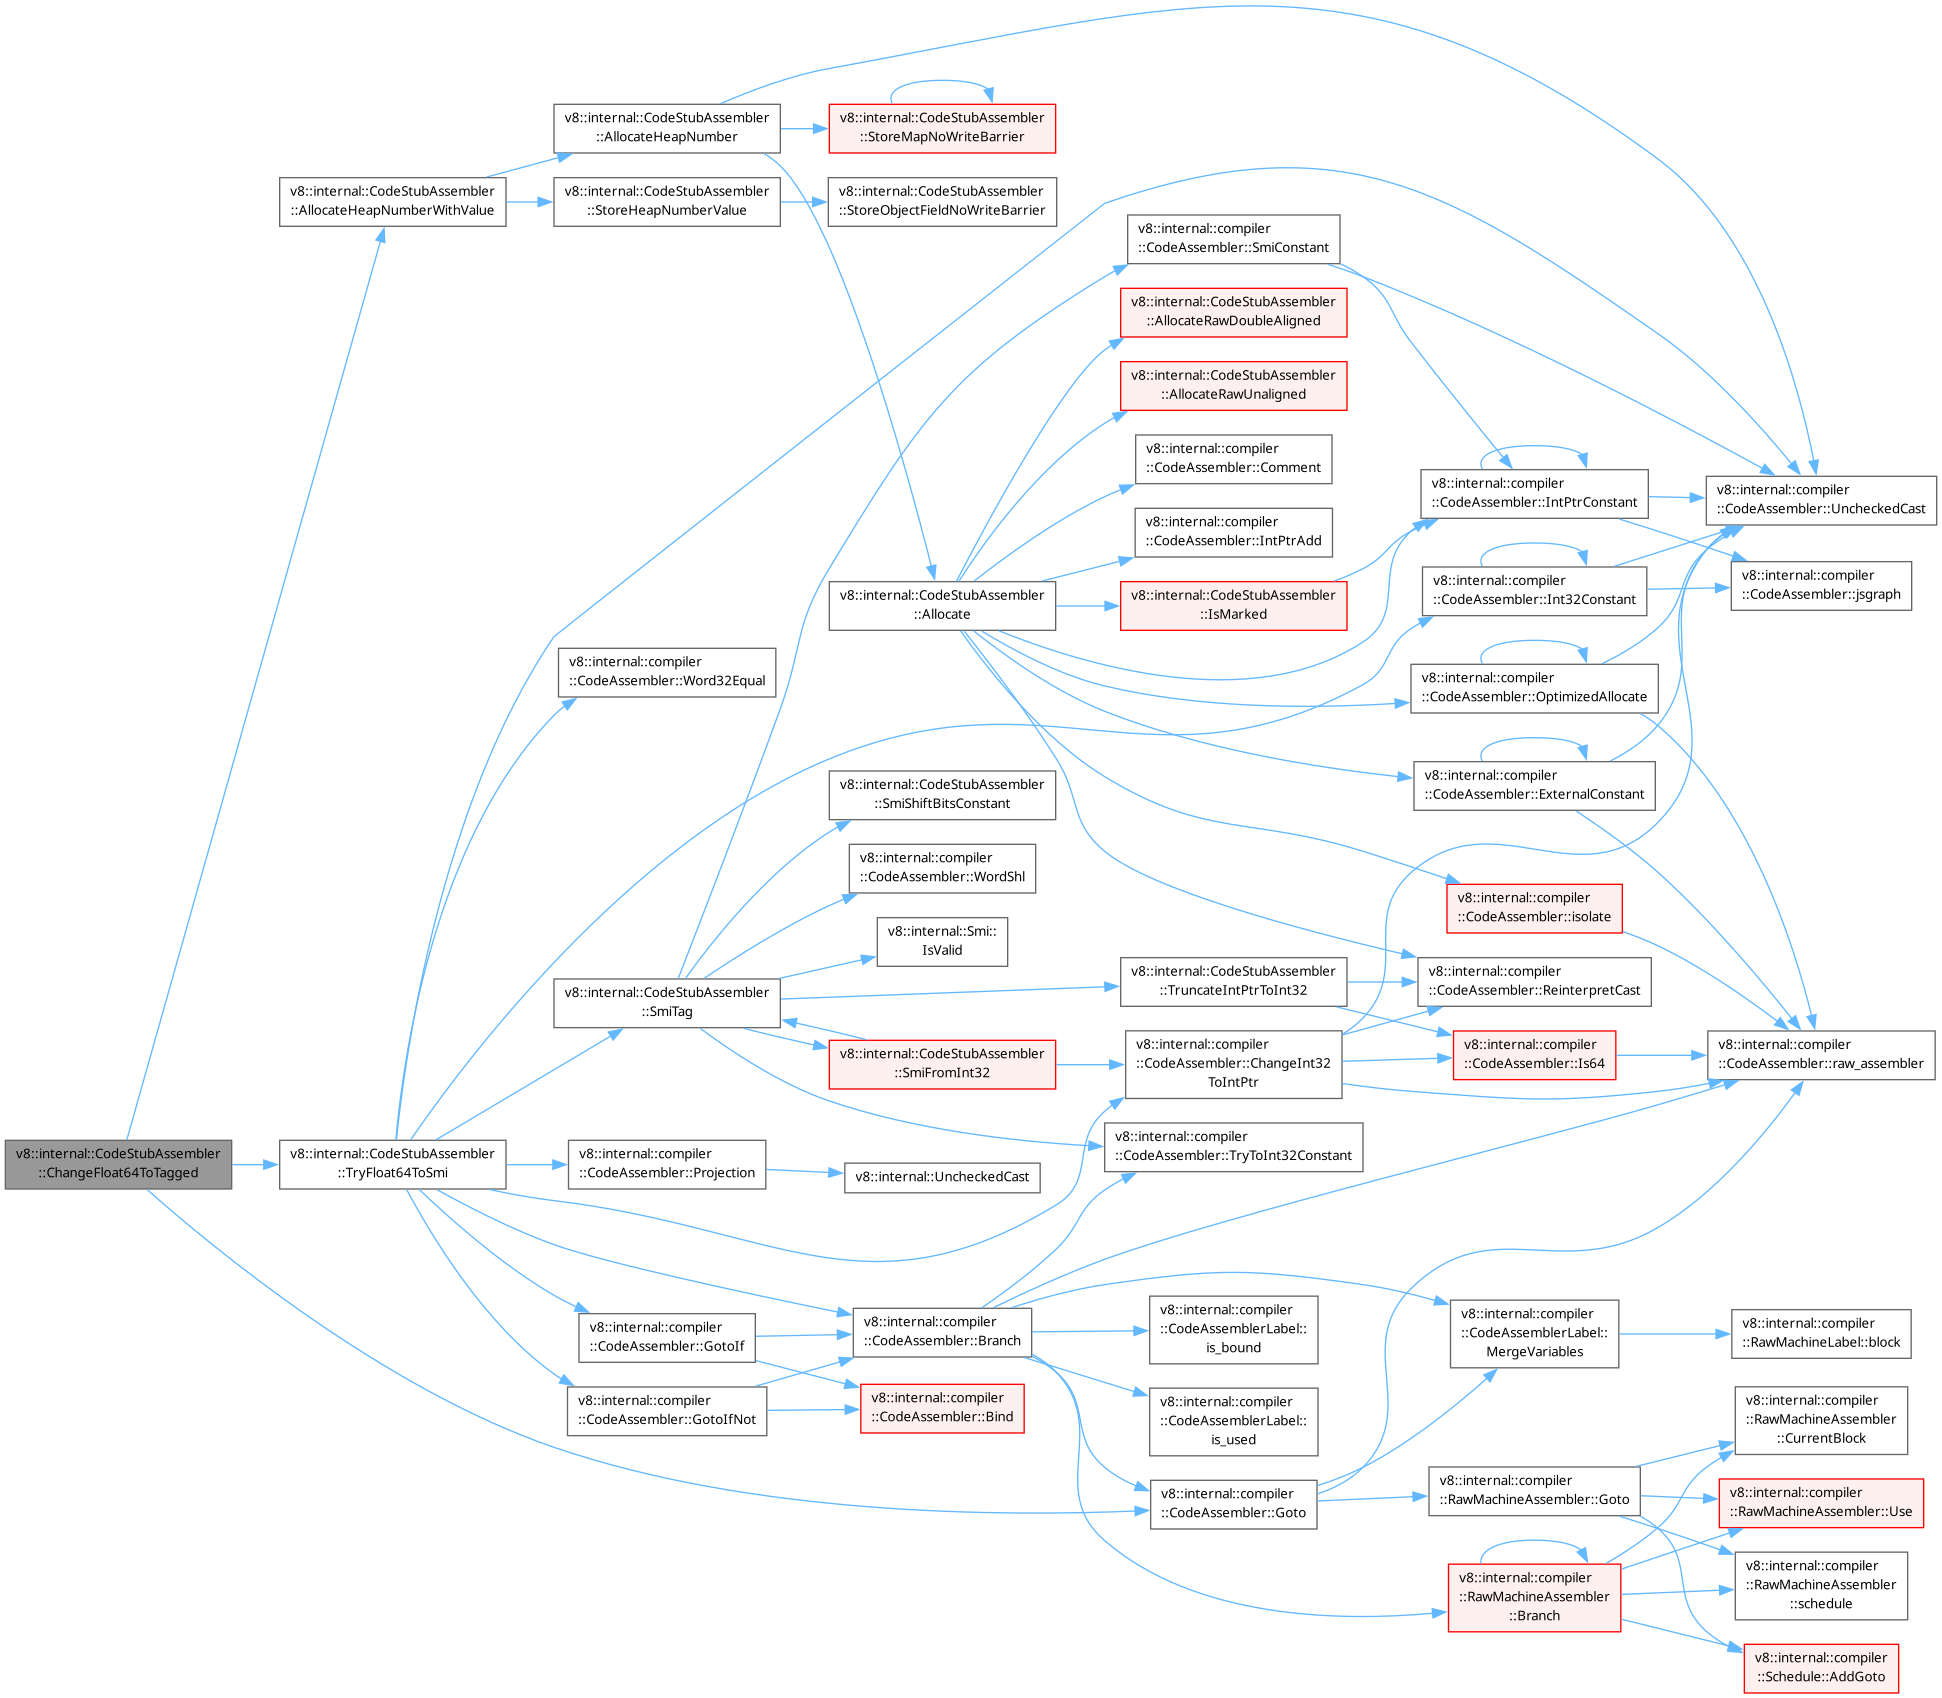 v8::internal::CodeStubAssembler
::ChangeFloat64ToTagged
v8::internal::CodeStubAssembler
::AllocateHeapNumberWithValue
v8::internal::CodeStubAssembler
::TryFloat64ToSmi
v8::internal::CodeStubAssembler
::AllocateHeapNumber
v8::internal::CodeStubAssembler
::StoreHeapNumberValue
v8::internal::compiler
::CodeAssembler::Word32Equal
v8::internal::CodeStubAssembler
::SmiTag
v8::internal::compiler
::CodeAssembler::Projection
v8::internal::compiler
::CodeAssembler::GotoIf
v8::internal::compiler
::CodeAssembler::GotoIfNot
v8::internal::CodeStubAssembler
::StoreMapNoWriteBarrier
v8::internal::CodeStubAssembler
::StoreObjectFieldNoWriteBarrier
v8::internal::CodeStubAssembler
::Allocate
v8::internal::CodeStubAssembler
::SmiShiftBitsConstant
v8::internal::compiler
::CodeAssembler::WordShl
v8::internal::Smi::
IsValid
v8::internal::CodeStubAssembler
::SmiFromInt32
v8::internal::UncheckedCast
v8::internal::compiler
::CodeAssembler::Branch
v8::internal::compiler
::CodeAssembler::Bind
v8::internal::compiler
::CodeAssembler::SmiConstant
v8::internal::CodeStubAssembler
::AllocateRawDoubleAligned
v8::internal::CodeStubAssembler
::AllocateRawUnaligned
v8::internal::compiler
::CodeAssembler::Comment
v8::internal::compiler
::CodeAssembler::IntPtrAdd
v8::internal::CodeStubAssembler
::IsMarked
v8::internal::CodeStubAssembler
::TruncateIntPtrToInt32
v8::internal::compiler
::CodeAssembler::ChangeInt32
ToIntPtr
v8::internal::compiler
::CodeAssembler::TryToInt32Constant
v8::internal::compiler
::CodeAssemblerLabel::
is_bound
v8::internal::compiler
::CodeAssemblerLabel::
is_used
v8::internal::compiler
::CodeAssembler::Goto
v8::internal::compiler
::CodeAssembler::IntPtrConstant
v8::internal::compiler
::CodeAssembler::Int32Constant
v8::internal::compiler
::CodeAssembler::OptimizedAllocate
v8::internal::compiler
::CodeAssembler::ExternalConstant
v8::internal::compiler
::CodeAssembler::isolate
v8::internal::compiler
::CodeAssembler::ReinterpretCast
v8::internal::compiler
::CodeAssembler::Is64
v8::internal::compiler
::CodeAssemblerLabel::
MergeVariables
v8::internal::compiler
::RawMachineAssembler::Goto
v8::internal::compiler
::RawMachineAssembler
::Branch
v8::internal::compiler
::CodeAssembler::UncheckedCast
v8::internal::compiler
::CodeAssembler::jsgraph
v8::internal::compiler
::CodeAssembler::raw_assembler
v8::internal::compiler
::RawMachineLabel::block
v8::internal::compiler
::RawMachineAssembler
::CurrentBlock
v8::internal::compiler
::RawMachineAssembler::Use
v8::internal::compiler
::RawMachineAssembler
::schedule
v8::internal::compiler
::Schedule::AddGoto